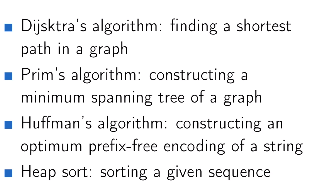 Dijsktra's algorithm: finding a shortest
path in a graph
Prim's algorithm: constructing a
minimum spanning tree of a graph
Huffman's algorithm: constructing an
optimum prefix-free encoding of a string
Heap sort: sorting a given sequence